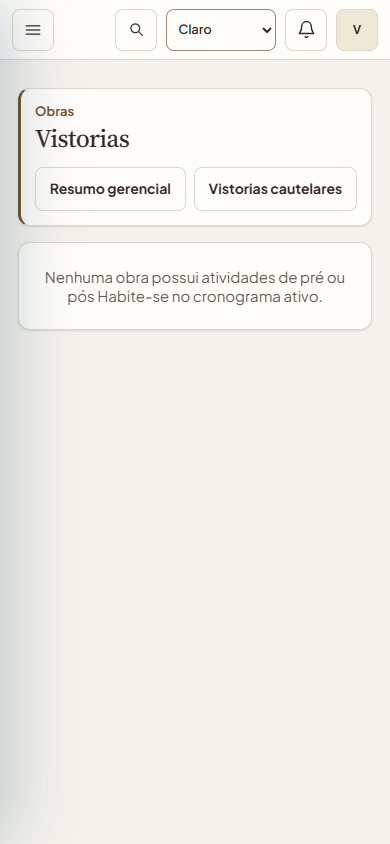 Claro
V
Obras
Vistorias
Resumo gerencial
Vistorias cautelares
Nenhuma obra possui atividades de pré ou
pós Habite-se no cronograma ativo.